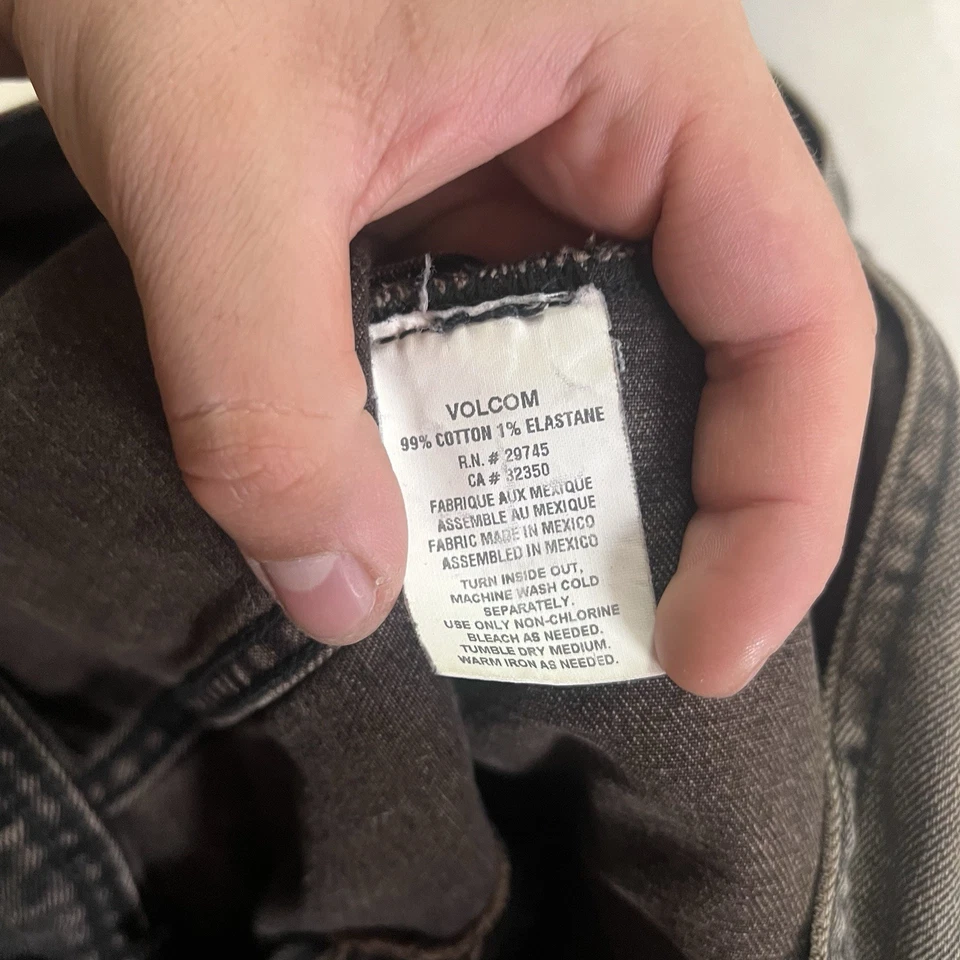 VOLCOM
99% COTTON 1% ELASTANE
R.N. # 29745
CA # 32350
FABRIQUE AUX MEXIQUE
ASSEMBLE AU MEXIQUE
FABRIC MADE IN MEXICO
ASSEMBLED IN MEXICO
TURN INSIDE OUT,
MACHINE WASH COLD
SEPARATELY.
USE ONLY NON-CHLORINE
BLEACH AS NEEDED.
TUMBLE DRY MEDIUM.
WARM IRON AS NEEDED.